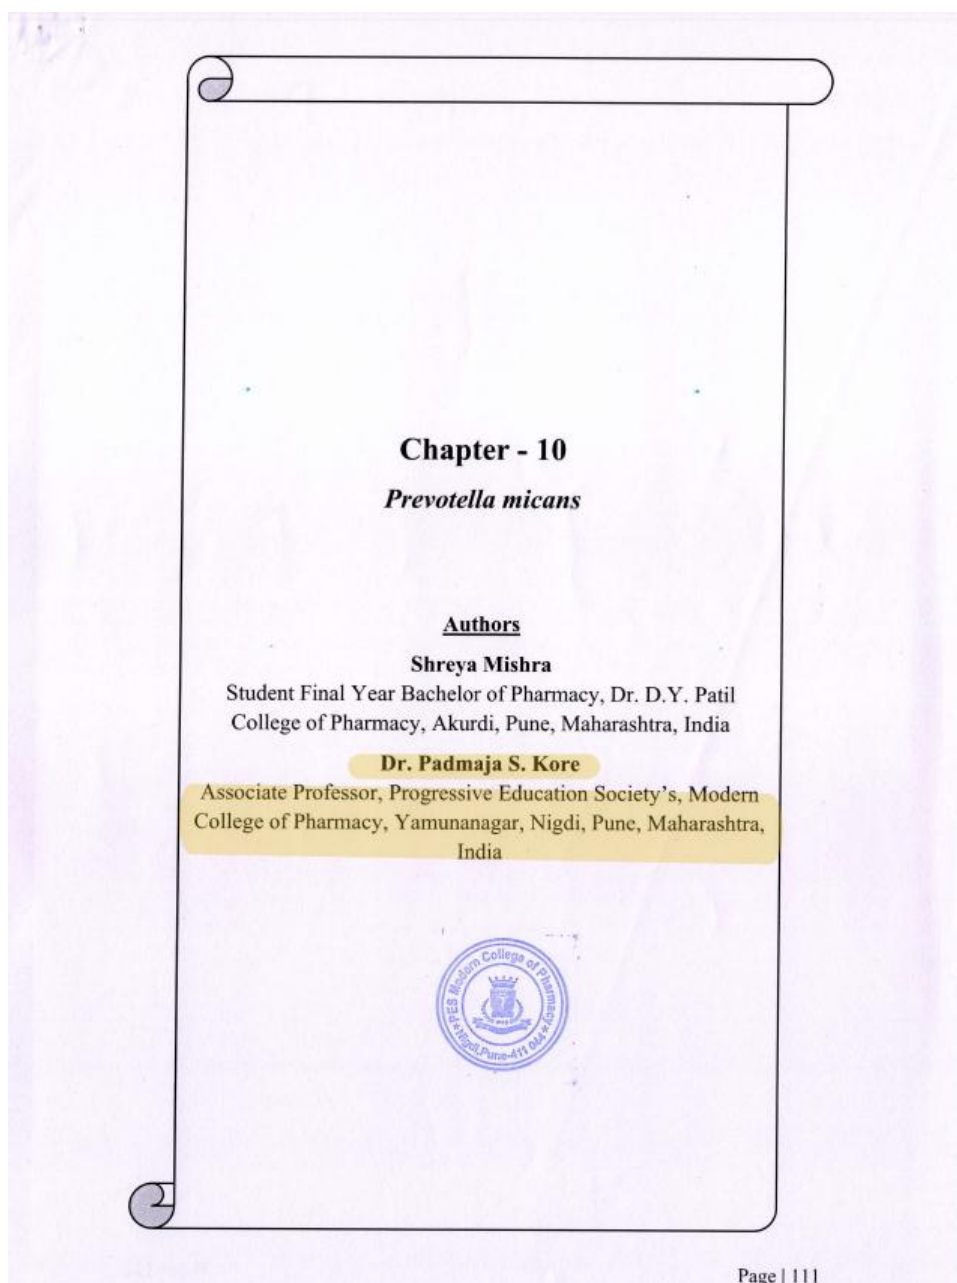 Chapter - 10
Prevotella micans
Authors
Shreya Mishra
Student Final Year Bachelor of Pharmacy, Dr. D.Y. Patil
College of Pharmacy, Akurdi, Pune, Maharashtra, India
Dr. Padmaja S. Kore
Associate Professor, Progressive Education Society's, Modern
College of Pharmacy, Yamunanagar, Nigdi, Pune, Maharashtra,
India
★PES Modern College of Pharmacy★
Nigdi,Pune-411 044
Page | 111